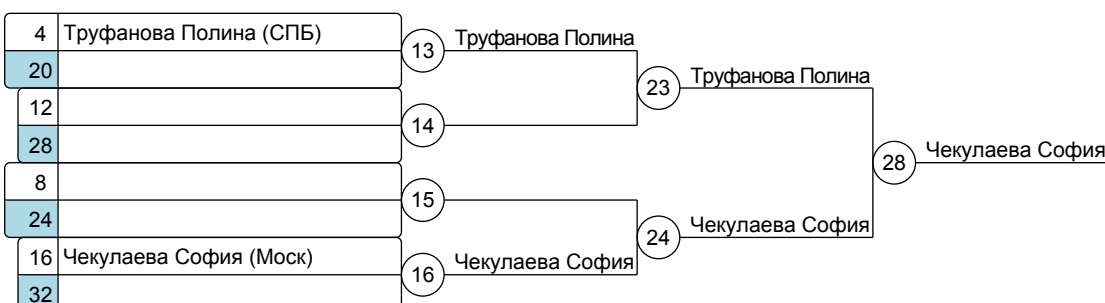 4 Труфанова Полина (СПБ)
20
13 Труфанова Полина
12
28
14
23 Труфанова Полина
8
24
15
16 Чекулаева София (Моск)
32
16 Чекулаева София
24 Чекулаева София
28 Чекулаева София